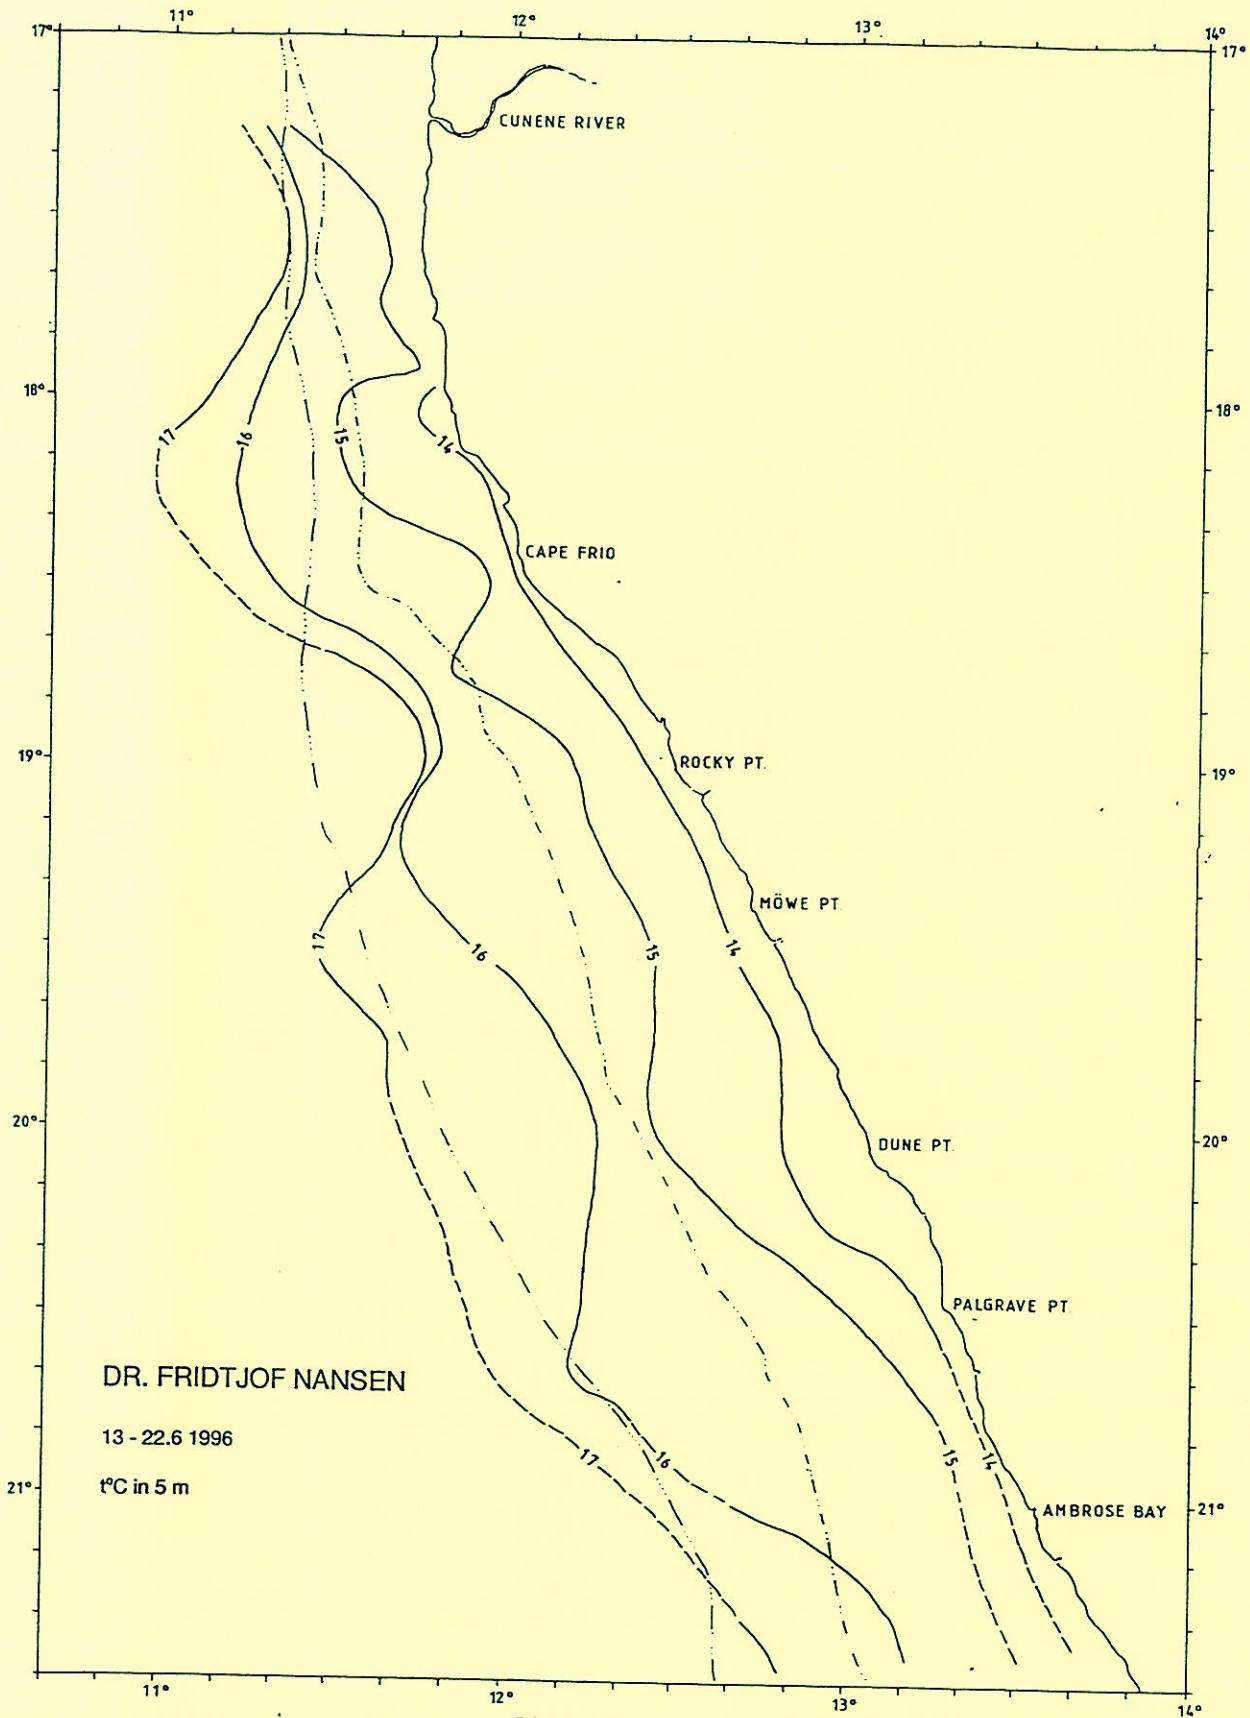 11° 12° 13° 14°
17° 17°
CUNENE RIVER
18° 18°
17 16 15 14
CAPE FRIO
19° ROCKY PT. 19°
MÖWE PT.
17 16 15 14
20° DUNE PT. 20°
PALGRAVE PT.
DR. FRIDTJOF NANSEN
13 - 22.6 1996
17 16 15 14
t°C in 5 m
21° AMBROSE BAY 21°
11° 12° 13° 14°